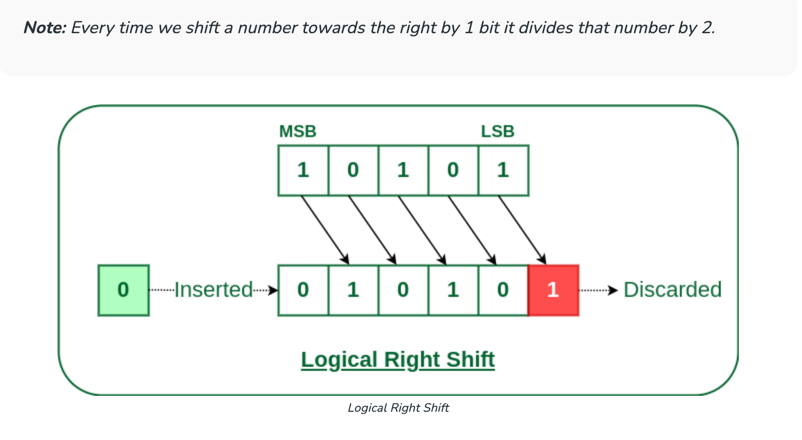 Note: Every time we shift a number towards the right by 1 bit it divides that number by 2.
MSB LSB
1 0 1 0 1
0 Inserted 0 1 0 1 0 1 Discarded
Logical Right Shift
Logical Right Shift